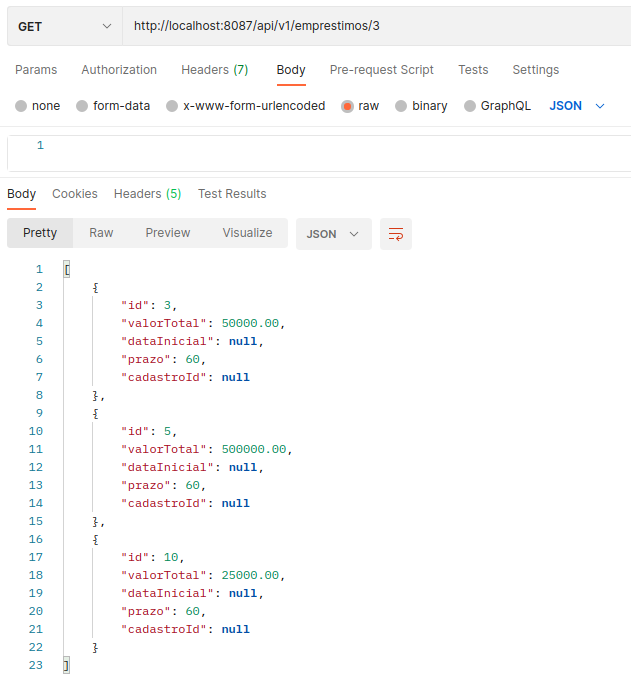 GET http://localhost:8087/api/v1/emprestimos/3
Params Authorization Headers (7) Body Pre-request Script Tests Settings
none form-data x-www-form-urlencoded raw binary GraphQL JSON
1
Body Cookies Headers (5) Test Results
Pretty Raw Preview Visualize JSON
1 [
2 {
3 "id": 3,
4 "valorTotal": 50000.00,
5 "dataInicial": null,
6 "prazo": 60,
7 "cadastroId": null
8 },
9 {
10 "id": 5,
11 "valorTotal": 500000.00,
12 "dataInicial": null,
13 "prazo": 60,
14 "cadastroId": null
15 },
16 {
17 "id": 10,
18 "valorTotal": 25000.00,
19 "dataInicial": null,
20 "prazo": 60,
21 "cadastroId": null
22 }
23 ]